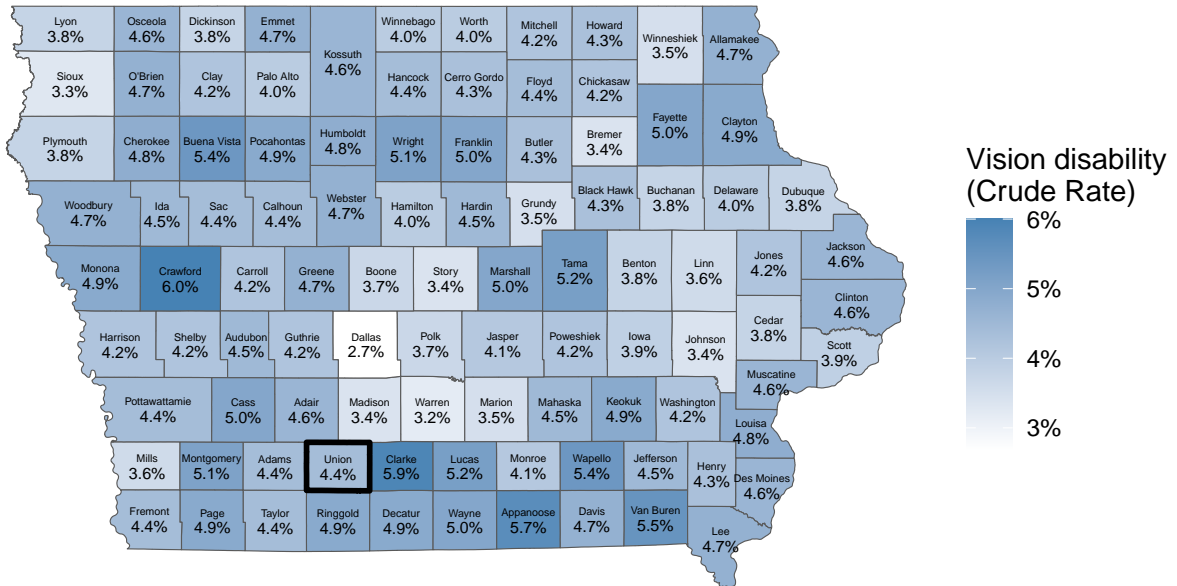 Lyon
3.8%
Osceola
4.6%
Dickinson
3.8%
Emmet
4.7%
Kossuth
4.6%
Winnebago
4.0%
Worth
4.0%
Mitchell
4.2%
Howard
4.3%
Winneshiek
3.5%
Allamakee
4.7%
Sioux
3.3%
O'Brien
4.7%
Clay
4.2%
Palo Alto
4.0%
Hancock
4.4%
Cerro Gordo
4.3%
Floyd
4.4%
Chickasaw
4.2%
Fayette
5.0%
Clayton
4.9%
Plymouth
3.8%
Cherokee
4.8%
Buena Vista
5.4%
Pocahontas
4.9%
Humboldt
4.8%
Wright
5.1%
Franklin
5.0%
Butler
4.3%
Bremer
3.4%
Woodbury
4.7%
Ida
4.5%
Sac
4.4%
Calhoun
4.4%
Webster
4.7%
Hamilton
4.0%
Hardin
4.5%
Grundy
3.5%
Black Hawk
4.3%
Buchanan
3.8%
Delaware
4.0%
Dubuque
3.8%
Monona
4.9%
Crawford
6.0%
Carroll
4.2%
Greene
4.7%
Boone
3.7%
Story
3.4%
Marshall
5.0%
Tama
5.2%
Benton
3.8%
Linn
3.6%
Jones
4.2%
Jackson
4.6%
Clinton
4.6%
Harrison
4.2%
Shelby
4.2%
Audubon
4.5%
Guthrie
4.2%
Dallas
2.7%
Polk
3.7%
Jasper
4.1%
Poweshiek
4.2%
Iowa
3.9%
Johnson
3.4%
Cedar
3.8%
Scott
3.9%
Muscatine
4.6%
Pottawattamie
4.4%
Cass
5.0%
Adair
4.6%
Madison
3.4%
Warren
3.2%
Marion
3.5%
Mahaska
4.5%
Keokuk
4.9%
Washington
4.2%
Louisa
4.8%
Mills
3.6%
Montgomery
5.1%
Adams
4.4%
Union
4.4%
Clarke
5.9%
Lucas
5.2%
Monroe
4.1%
Wapello
5.4%
Jefferson
4.5%
Henry
4.3%
Des Moines
4.6%
Fremont
4.4%
Page
4.9%
Taylor
4.4%
Ringgold
4.9%
Decatur
4.9%
Wayne
5.0%
Appanoose
5.7%
Davis
4.7%
Van Buren
5.5%
Lee
4.7%
Vision disability
(Crude Rate)
6%
5%
4%
3%